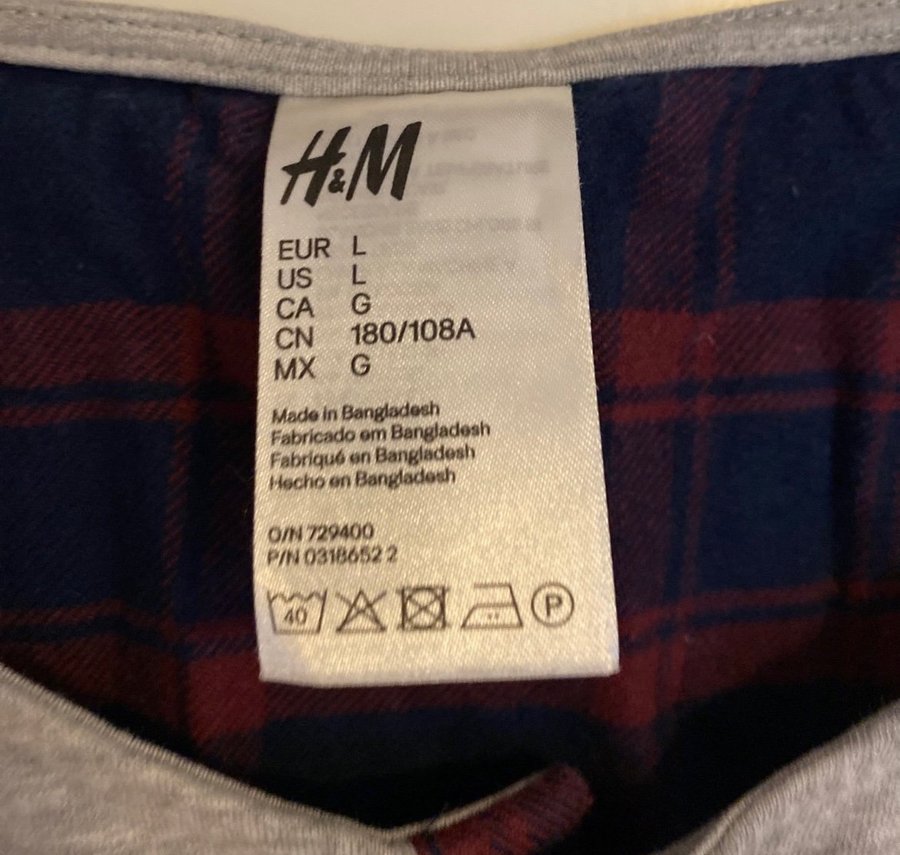 H&M
EUR L
US L
CA G
CN 180/108A
MX G
Made in Bangladesh
Fabricado em Bangladesh
Fabriqué en Bangladesh
Hecho en Bangladesh
O/N 729400
P/N 0318652 2
40 P